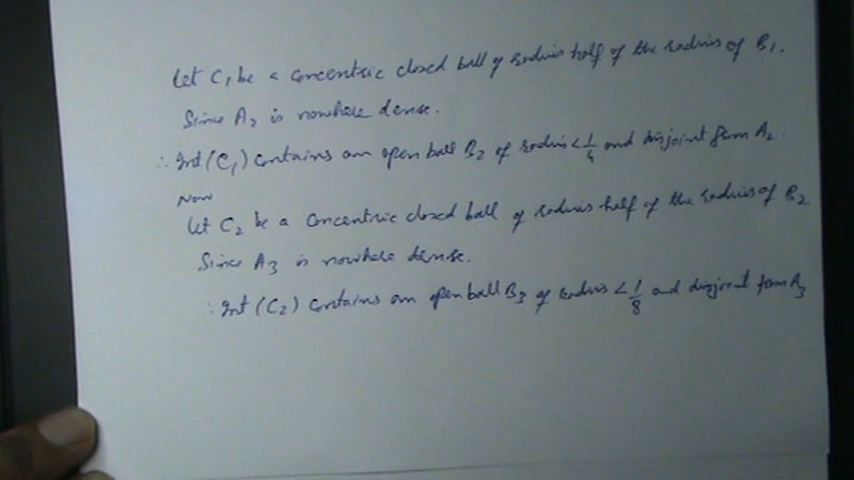 Let C₁ be a concentric closed ball of radius half of the radius of B₁.
Since A₂ is nowhere dense.
∴ Int (C₁) contains an open ball B₂ of radius < 1/4 and disjoint from A₂.
Now
Let C₂ be a concentric closed ball of radius half of the radius of B₂
Since A₃ is nowhere dense.
∴ Int (C₂) contains an open ball B₃ of radius < 1/8 and disjoint from A₃